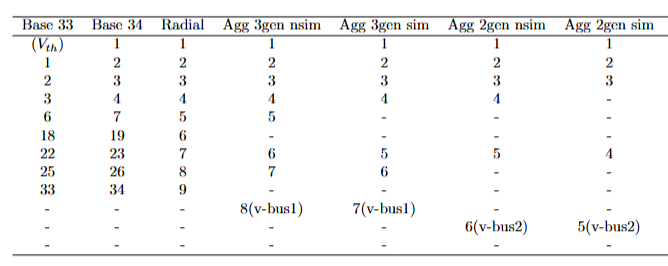 Base 33 Base 34 Radial Agg 3gen nsim Agg 3gen sim Agg 2gen nsim Agg 2gen sim
(Vth) 1 1 1 1 1 1
1 2 2 2 2 2 2
2 3 3 3 3 3 3
3 4 4 4 4 4 -
6 7 5 5 - - -
18 19 6 - - - -
22 23 7 6 5 5 4
25 26 8 7 6 - -
33 34 9 - - - -
- - - 8(v-bus1) 7(v-bus1) - -
- - - - - 6(v-bus2) 5(v-bus2)
- - - - - - -